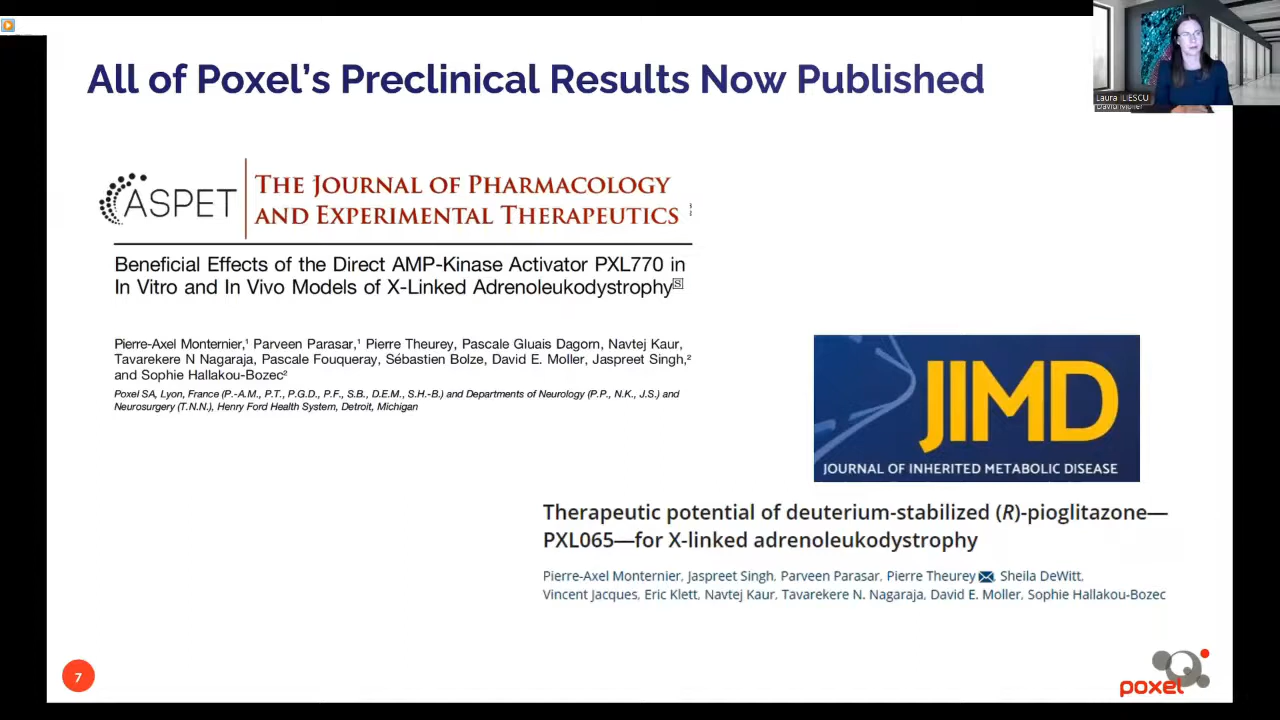 All of Poxel's Preclinical Results Now Published
Laura ILIESCU
David Moller
ASPET
THE JOURNAL OF PHARMACOLOGY
AND EXPERIMENTAL THERAPEUTICS
Beneficial Effects of the Direct AMP-Kinase Activator PXL770 in
In Vitro and In Vivo Models of X-Linked Adrenoleukodystrophy[S]
Pierre-Axel Monternier,¹ Parveen Parasar,¹ Pierre Theurey, Pascale Gluais Dagorn, Navtej Kaur,
Tavarekere N Nagaraja, Pascale Fouqueray, Sébastien Bolze, David E. Moller, Jaspreet Singh,²
and Sophie Hallakou-Bozec²
Poxel SA, Lyon, France (P.-A.M., P.T., P.G.D., P.F., S.B., D.E.M., S.H.-B.) and Departments of Neurology (P.P., N.K., J.S.) and
Neurosurgery (T.N.N.), Henry Ford Health System, Detroit, Michigan
JIMD
JOURNAL OF INHERITED METABOLIC DISEASE
Therapeutic potential of deuterium-stabilized (R)-pioglitazone—
PXL065—for X-linked adrenoleukodystrophy
Pierre-Axel Monternier, Jaspreet Singh, Parveen Parasar, Pierre Theurey, Sheila DeWitt,
Vincent Jacques, Eric Klett, Navtej Kaur, Tavarekere N. Nagaraja, David E. Moller, Sophie Hallakou-Bozec
7
poxel